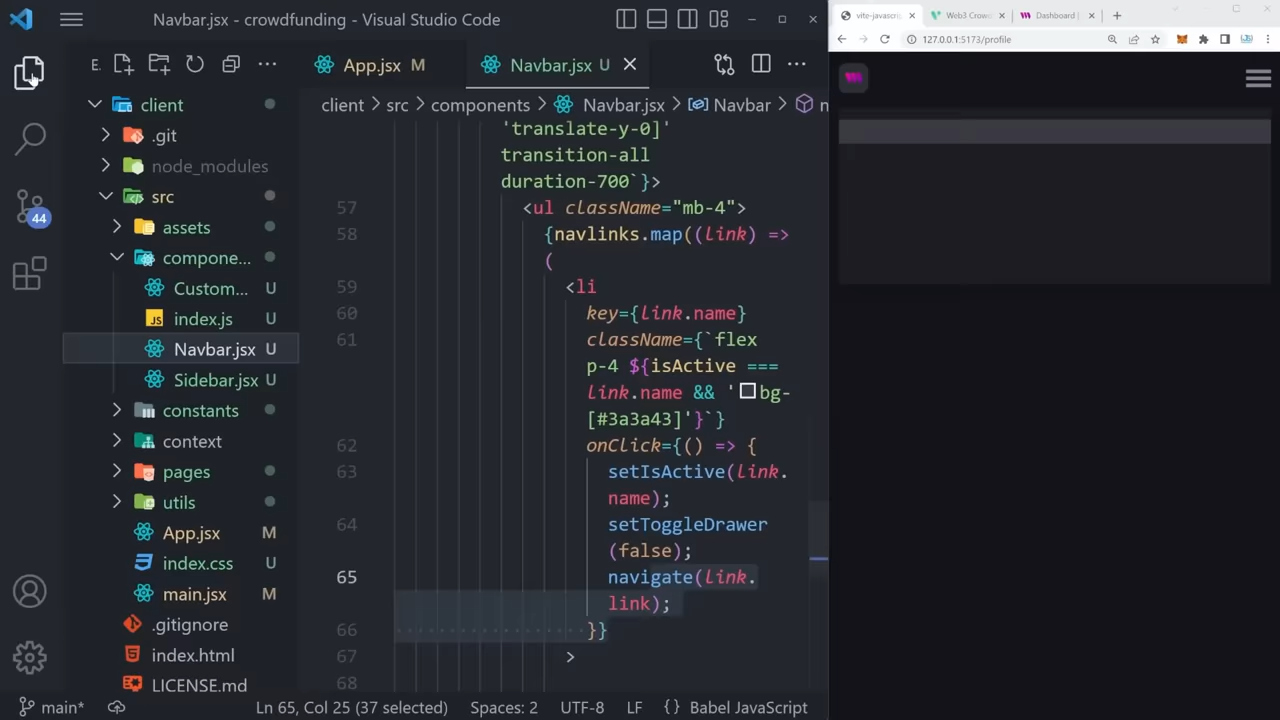 Navbar.jsx - crowdfunding - Visual Studio Code
E.
App.jsx M
Navbar.jsx U
client > src > components > Navbar.jsx > Navbar >
client
.git
node_modules
src
assets
compone...
Custom... U
index.js U
Navbar.jsx U
Sidebar.jsx U
constants
context
pages
utils
App.jsx M
index.css U
main.jsx M
.gitignore
index.html
LICENSE.md
44
'translate-y-0]'
transition-all
duration-700`}>
57 <ul className="mb-4">
58 {navlinks.map((link) =>
(
59 <li
60 key={link.name}
61 className={`flex
p-4 ${isActive ===
link.name && 'bg-
[#3a3a43]'}`}
62 onClick={() => {
63 setIsActive(link.
name);
64 setToggleDrawer
(false);
65 navigate(link.
link);
66 }}
67 >
68
main* Ln 65, Col 25 (37 selected) Spaces: 2 UTF-8 LF {} Babel JavaScript
vite-javascrip
Web3 Crow
Dashboard |
127.0.0.1:5173/profile